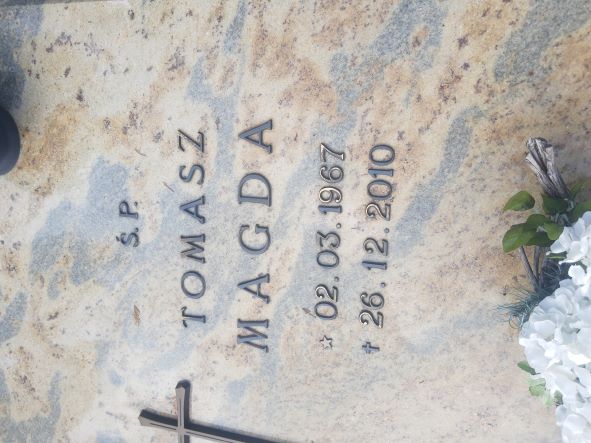 Ś.P.
TOMASZ
MAGDA
☆ 02.03.1967
✝ 26.12.2010